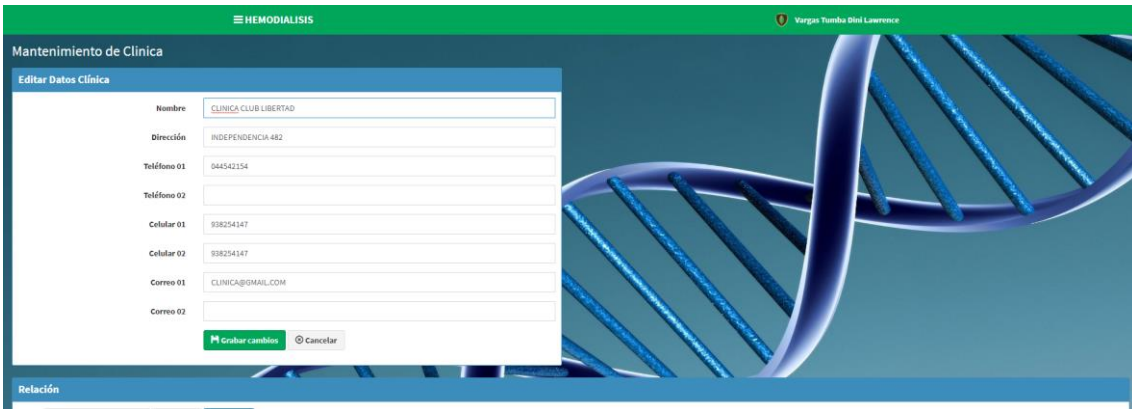 HEMODIALISIS
Vargas Tumba Dini Lawrence
Mantenimiento de Clinica
Editar Datos Clínica
Nombre CLINICA CLUB LIBERTAD
Dirección INDEPENDENCIA 482
Teléfono 01 044542154
Teléfono 02
Celular 01 938254147
Celular 02 938254147
Correo 01 CLINICA@GMAIL.COM
Correo 02
Grabar cambios Cancelar
Relación